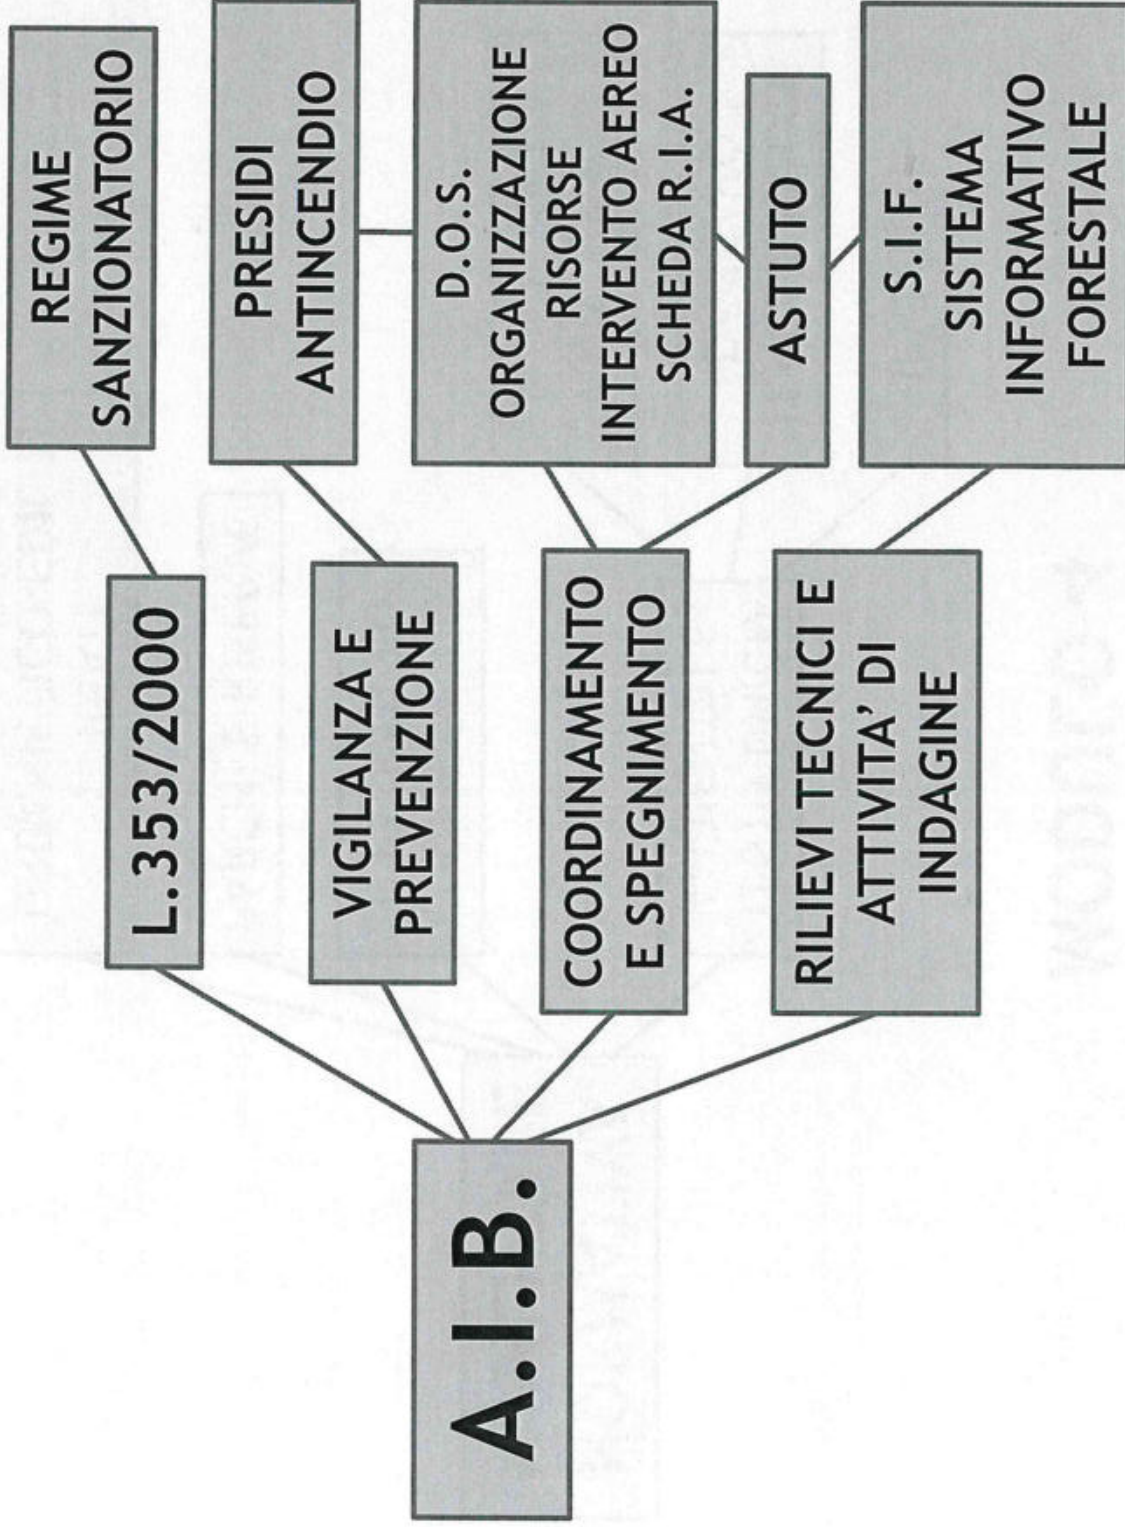 A.I.B.
L.353/2000
REGIME
SANZIONATORIO
VIGILANZA E
PREVENZIONE
PRESIDI
ANTINCENDIO
COORDINAMENTO
E SPEGNIMENTO
D.O.S.
ORGANIZZAZIONE
RISORSE
INTERVENTO AEREO
SCHEDA R.I.A.
ASTUTO
RILIEVI TECNICI E
ATTIVITA' DI
INDAGINE
S.I.F.
SISTEMA
INFORMATIVO
FORESTALE